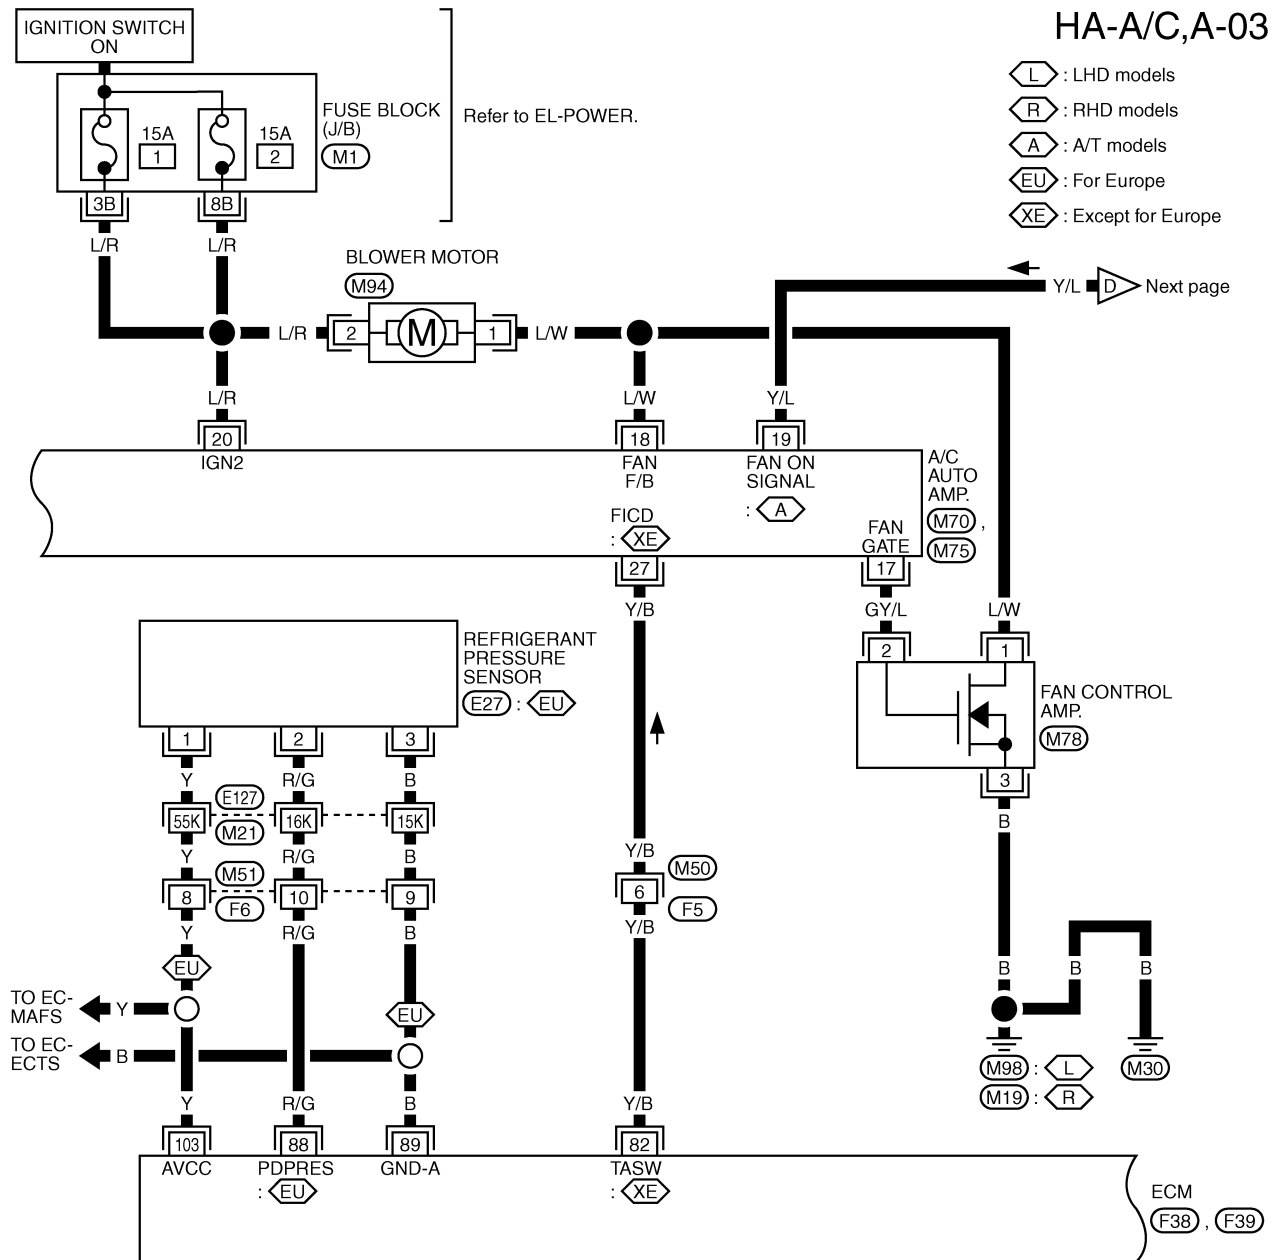 HA-A/C,A-03
IGNITION SWITCH
ON
L : LHD models
R : RHD models
A : A/T models
EU : For Europe
XE : Except for Europe
FUSE BLOCK
(J/B)
M1
Refer to EL-POWER.
15A
1
15A
2
3B
8B
L/R
L/R
BLOWER MOTOR
M94
Y/L
D
Next page
L/R
2
M
1
L/W
L/R
L/W
Y/L
20
18
19
IGN2
FAN
F/B
FAN ON
SIGNAL
: A
A/C
AUTO
AMP.
M70 ,
M75
FICD
: XE
FAN
GATE
27
17
Y/B
GY/L
L/W
REFRIGERANT
PRESSURE
SENSOR
E27 : EU
2
1
FAN CONTROL
AMP.
M78
1
2
3
3
Y
R/G
B
B
E127
55K
16K
15K
M21
Y
R/G
B
Y/B
M51
M50
8
10
9
6
F6
F5
Y
R/G
B
Y/B
EU
B
B
B
TO EC-
MAFS
Y
EU
TO EC-
ECTS
B
M98 : L
M19 : R
M30
Y
R/G
B
Y/B
103
88
89
82
AVCC
PDPRES
: EU
GND-A
TASW
: XE
ECM
F38 , F39